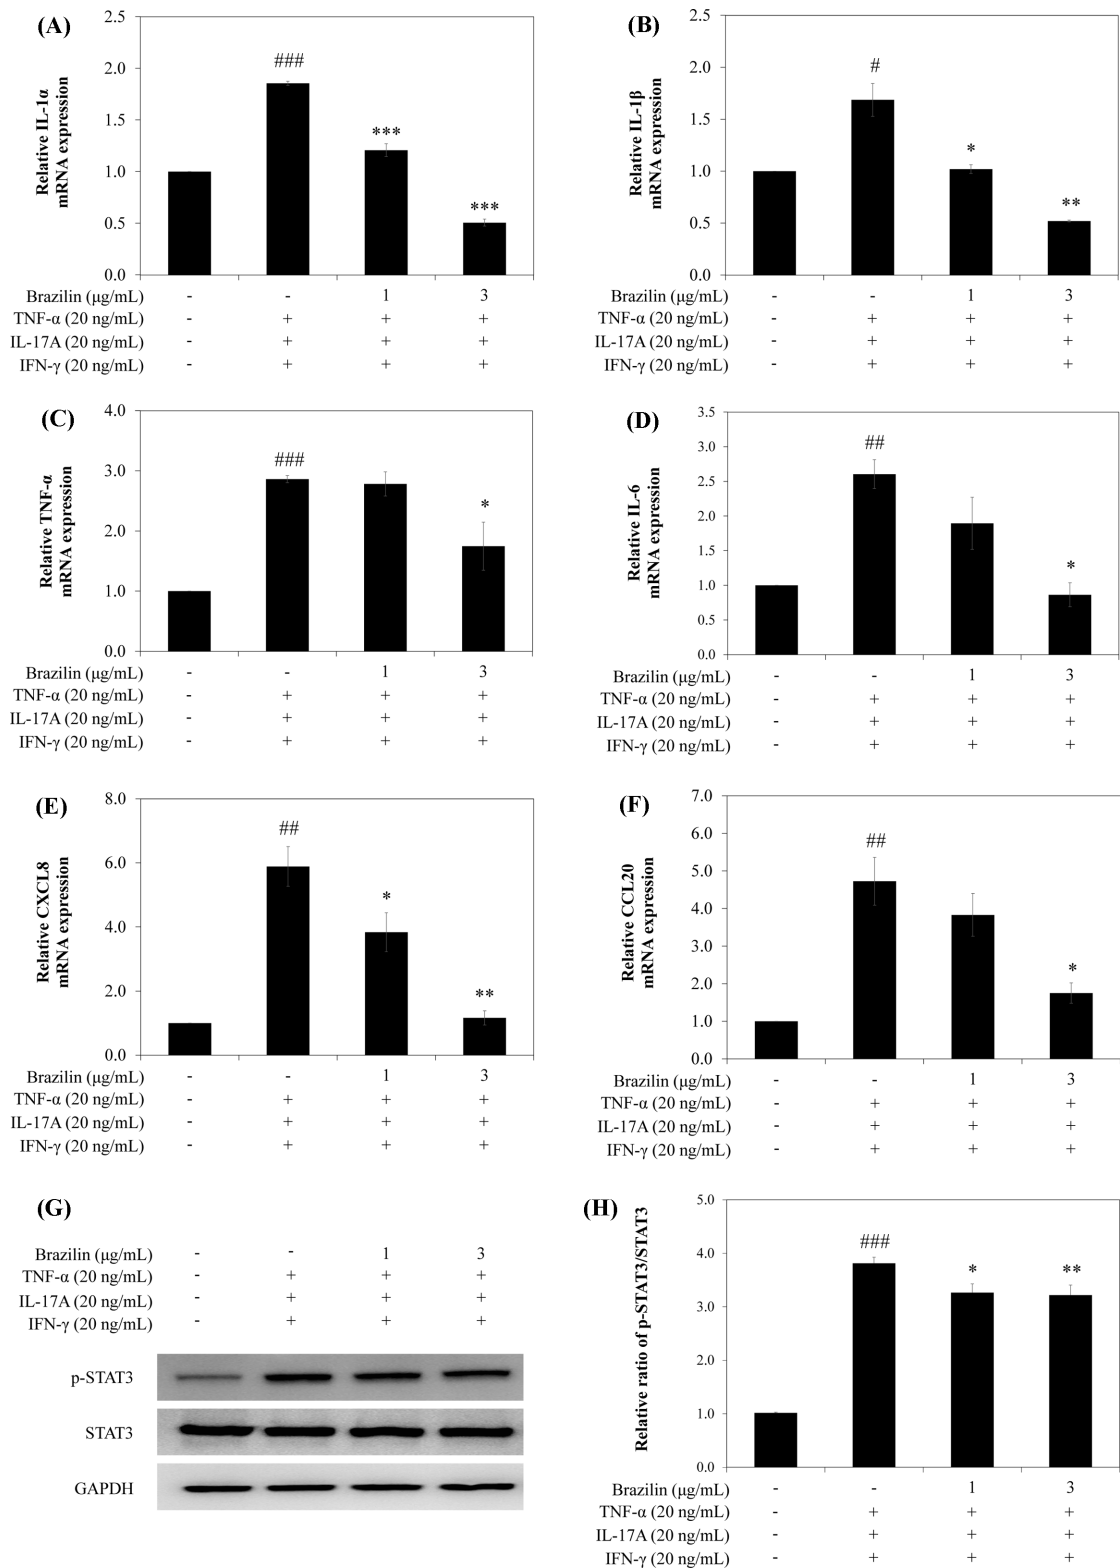 (A)
Relative IL-1α
mRNA expression
2.5
2.0
1.5
1.0
0.5
0.0
###
***
***
Brazilin (μg/mL) - - 1 3
TNF-α (20 ng/mL) - + + +
IL-17A (20 ng/mL) - + + +
IFN-γ (20 ng/mL) - + + +
(B)
Relative IL-1β
mRNA expression
2.5
2.0
1.5
1.0
0.5
0.0
#
*
**
Brazilin (μg/mL) - - 1 3
TNF-α (20 ng/mL) - + + +
IL-17A (20 ng/mL) - + + +
IFN-γ (20 ng/mL) - + + +
(C)
Relative TNF-α
mRNA expression
4.0
3.0
2.0
1.0
0.0
###
*
Brazilin (μg/mL) - - 1 3
TNF-α (20 ng/mL) - + + +
IL-17A (20 ng/mL) - + + +
IFN-γ (20 ng/mL) - + + +
(D)
Relative IL-6
mRNA expression
3.5
3.0
2.5
2.0
1.5
1.0
0.5
0.0
##
*
Brazilin (μg/mL) - - 1 3
TNF-α (20 ng/mL) - + + +
IL-17A (20 ng/mL) - + + +
IFN-γ (20 ng/mL) - + + +
(E)
Relative CXCL8
mRNA expression
8.0
6.0
4.0
2.0
0.0
##
*
**
Brazilin (μg/mL) - - 1 3
TNF-α (20 ng/mL) - + + +
IL-17A (20 ng/mL) - + + +
IFN-γ (20 ng/mL) - + + +
(F)
Relative CCL20
mRNA expression
7.0
6.0
5.0
4.0
3.0
2.0
1.0
0.0
##
*
Brazilin (μg/mL) - - 1 3
TNF-α (20 ng/mL) - + + +
IL-17A (20 ng/mL) - + + +
IFN-γ (20 ng/mL) - + + +
(G)
Brazilin (μg/mL) - - 1 3
TNF-α (20 ng/mL) - + + +
IL-17A (20 ng/mL) - + + +
IFN-γ (20 ng/mL) - + + +
p-STAT3
STAT3
GAPDH
(H)
Relative ratio of p-STAT3/STAT3
5.0
4.0
3.0
2.0
1.0
0.0
###
*
**
Brazilin (μg/mL) - - 1 3
TNF-α (20 ng/mL) - + + +
IL-17A (20 ng/mL) - + + +
IFN-γ (20 ng/mL) - + + +